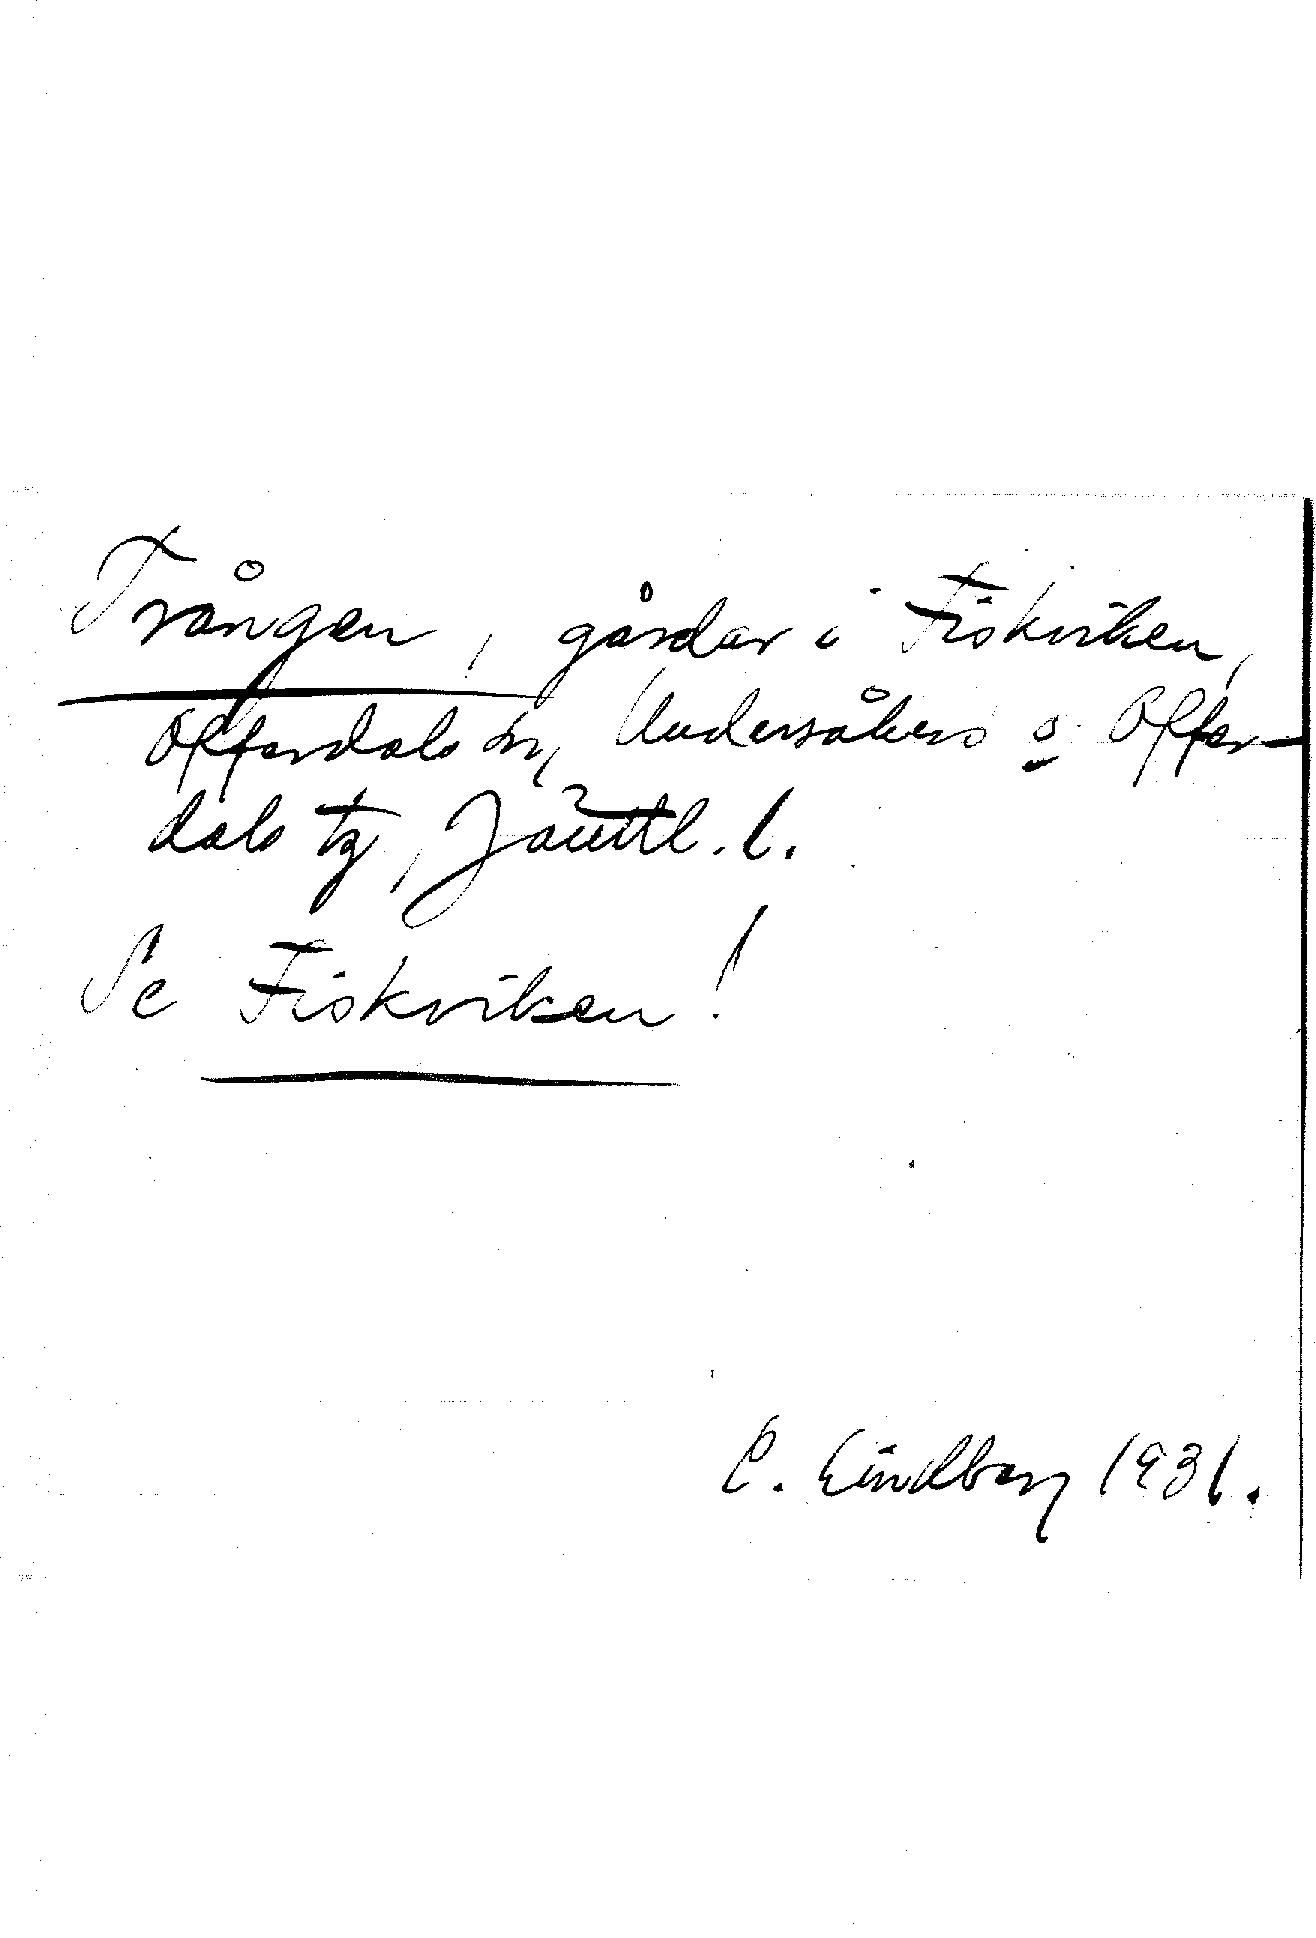 Trången, gårdar i Fiskviken,
Offerdals sn, Undersåkers o Offer-
dals tg, Jämtl. l.
Se Fiskviken!
C. Lindberg 1931.